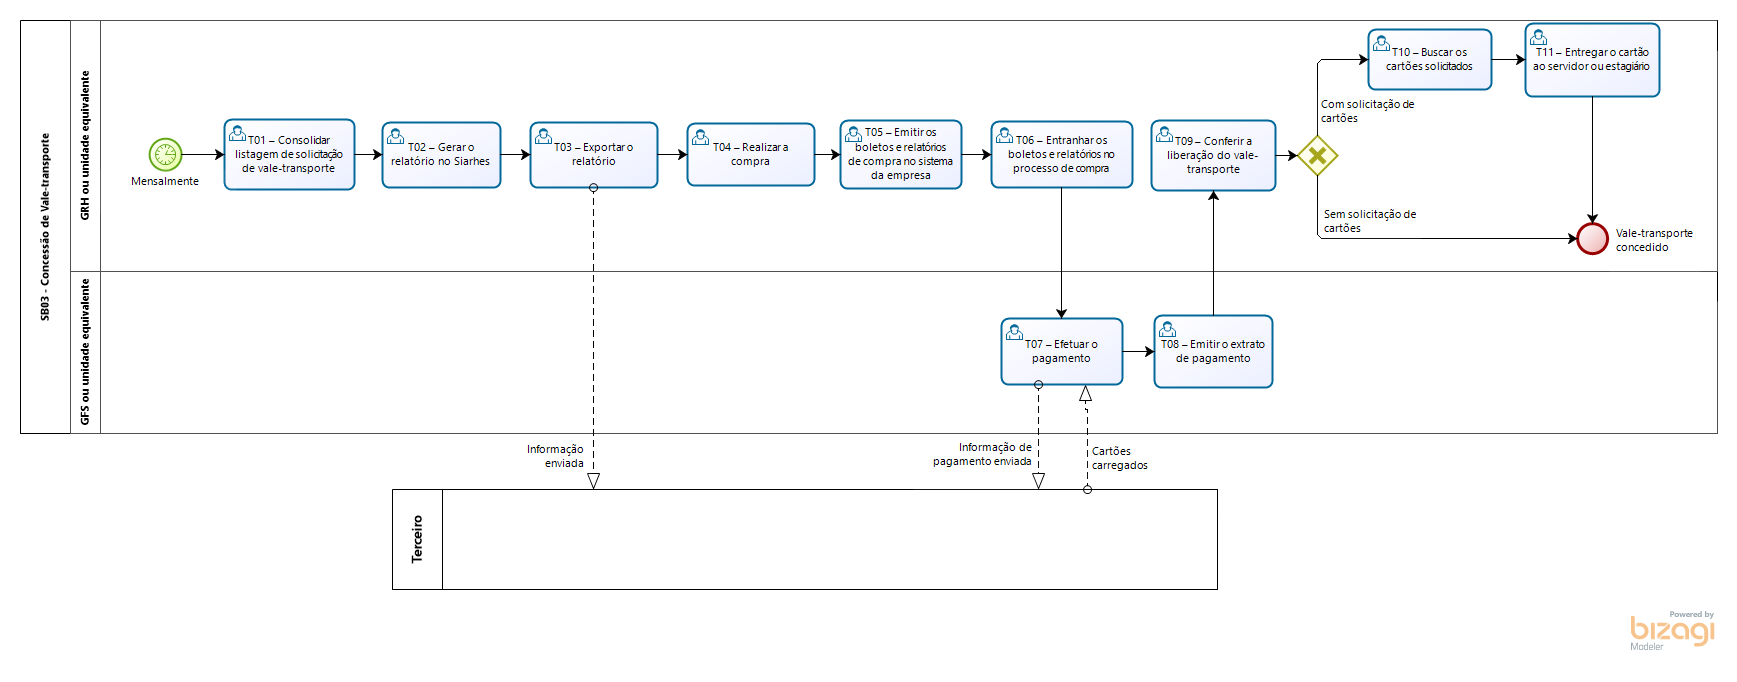 SB03 - Concessão de Vale-transporte
GRH ou unidade equivalente
Mensalmente
T01 – Consolidar
listagem de solicitação
de vale-transporte
T02 – Gerar o
relatório no Siarhes
T03 – Exportar o
relatório
T04 – Realizar a
compra
T05 – Emitir os
boletos e relatórios
de compra no sistema
da empresa
T06 – Entranhar os
boletos e relatórios no
processo de compra
T09 – Conferir a
liberação do vale-
transporte
Com solicitação de
cartões
T10 – Buscar os
cartões solicitados
T11 – Entregar o cartão
ao servidor ou estagiário
Sem solicitação de
cartões
Vale-transporte
concedido
GFS ou unidade equivalente
T07 – Efetuar o
pagamento
T08 – Emitir o extrato
de pagamento
Informação
enviada
Informação de
pagamento enviada
Cartões
carregados
Terceiro
Powered by
bizagi
Modeler